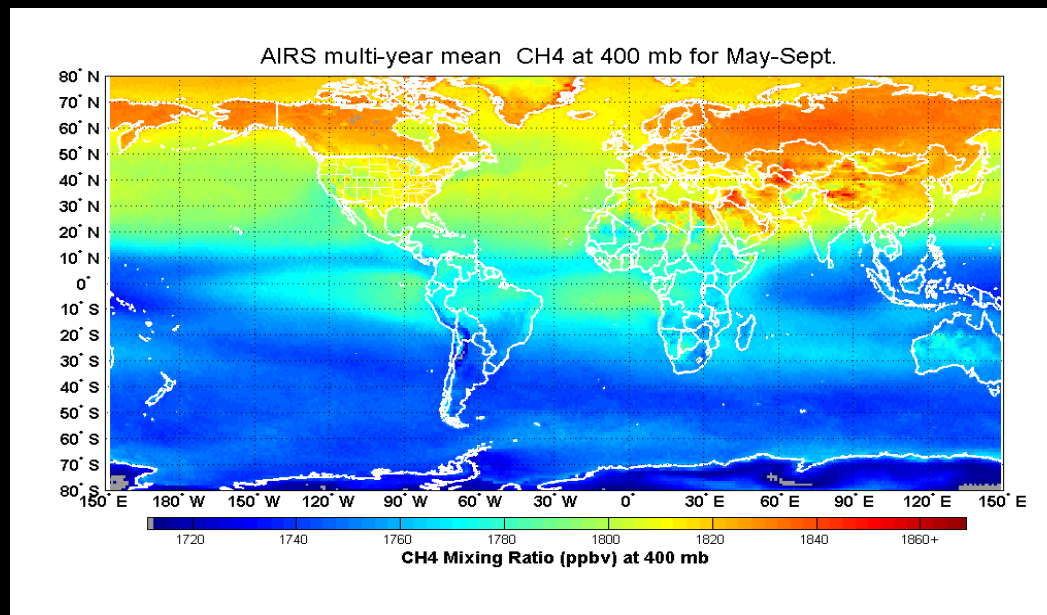 AIRS multi-year mean CH4 at 400 mb for May-Sept.
80° N
70° N
60° N
50° N
40° N
30° N
20° N
10° N
0°
10° S
20° S
30° S
40° S
50° S
60° S
70° S
80° S
150° E 180° W 150° W 120° W 90° W 60° W 30° W 0° 30° E 60° E 90° E 120° E 150° E
1720 1740 1760 1780 1800 1820 1840 1860+
CH4 Mixing Ratio (ppbv) at 400 mb